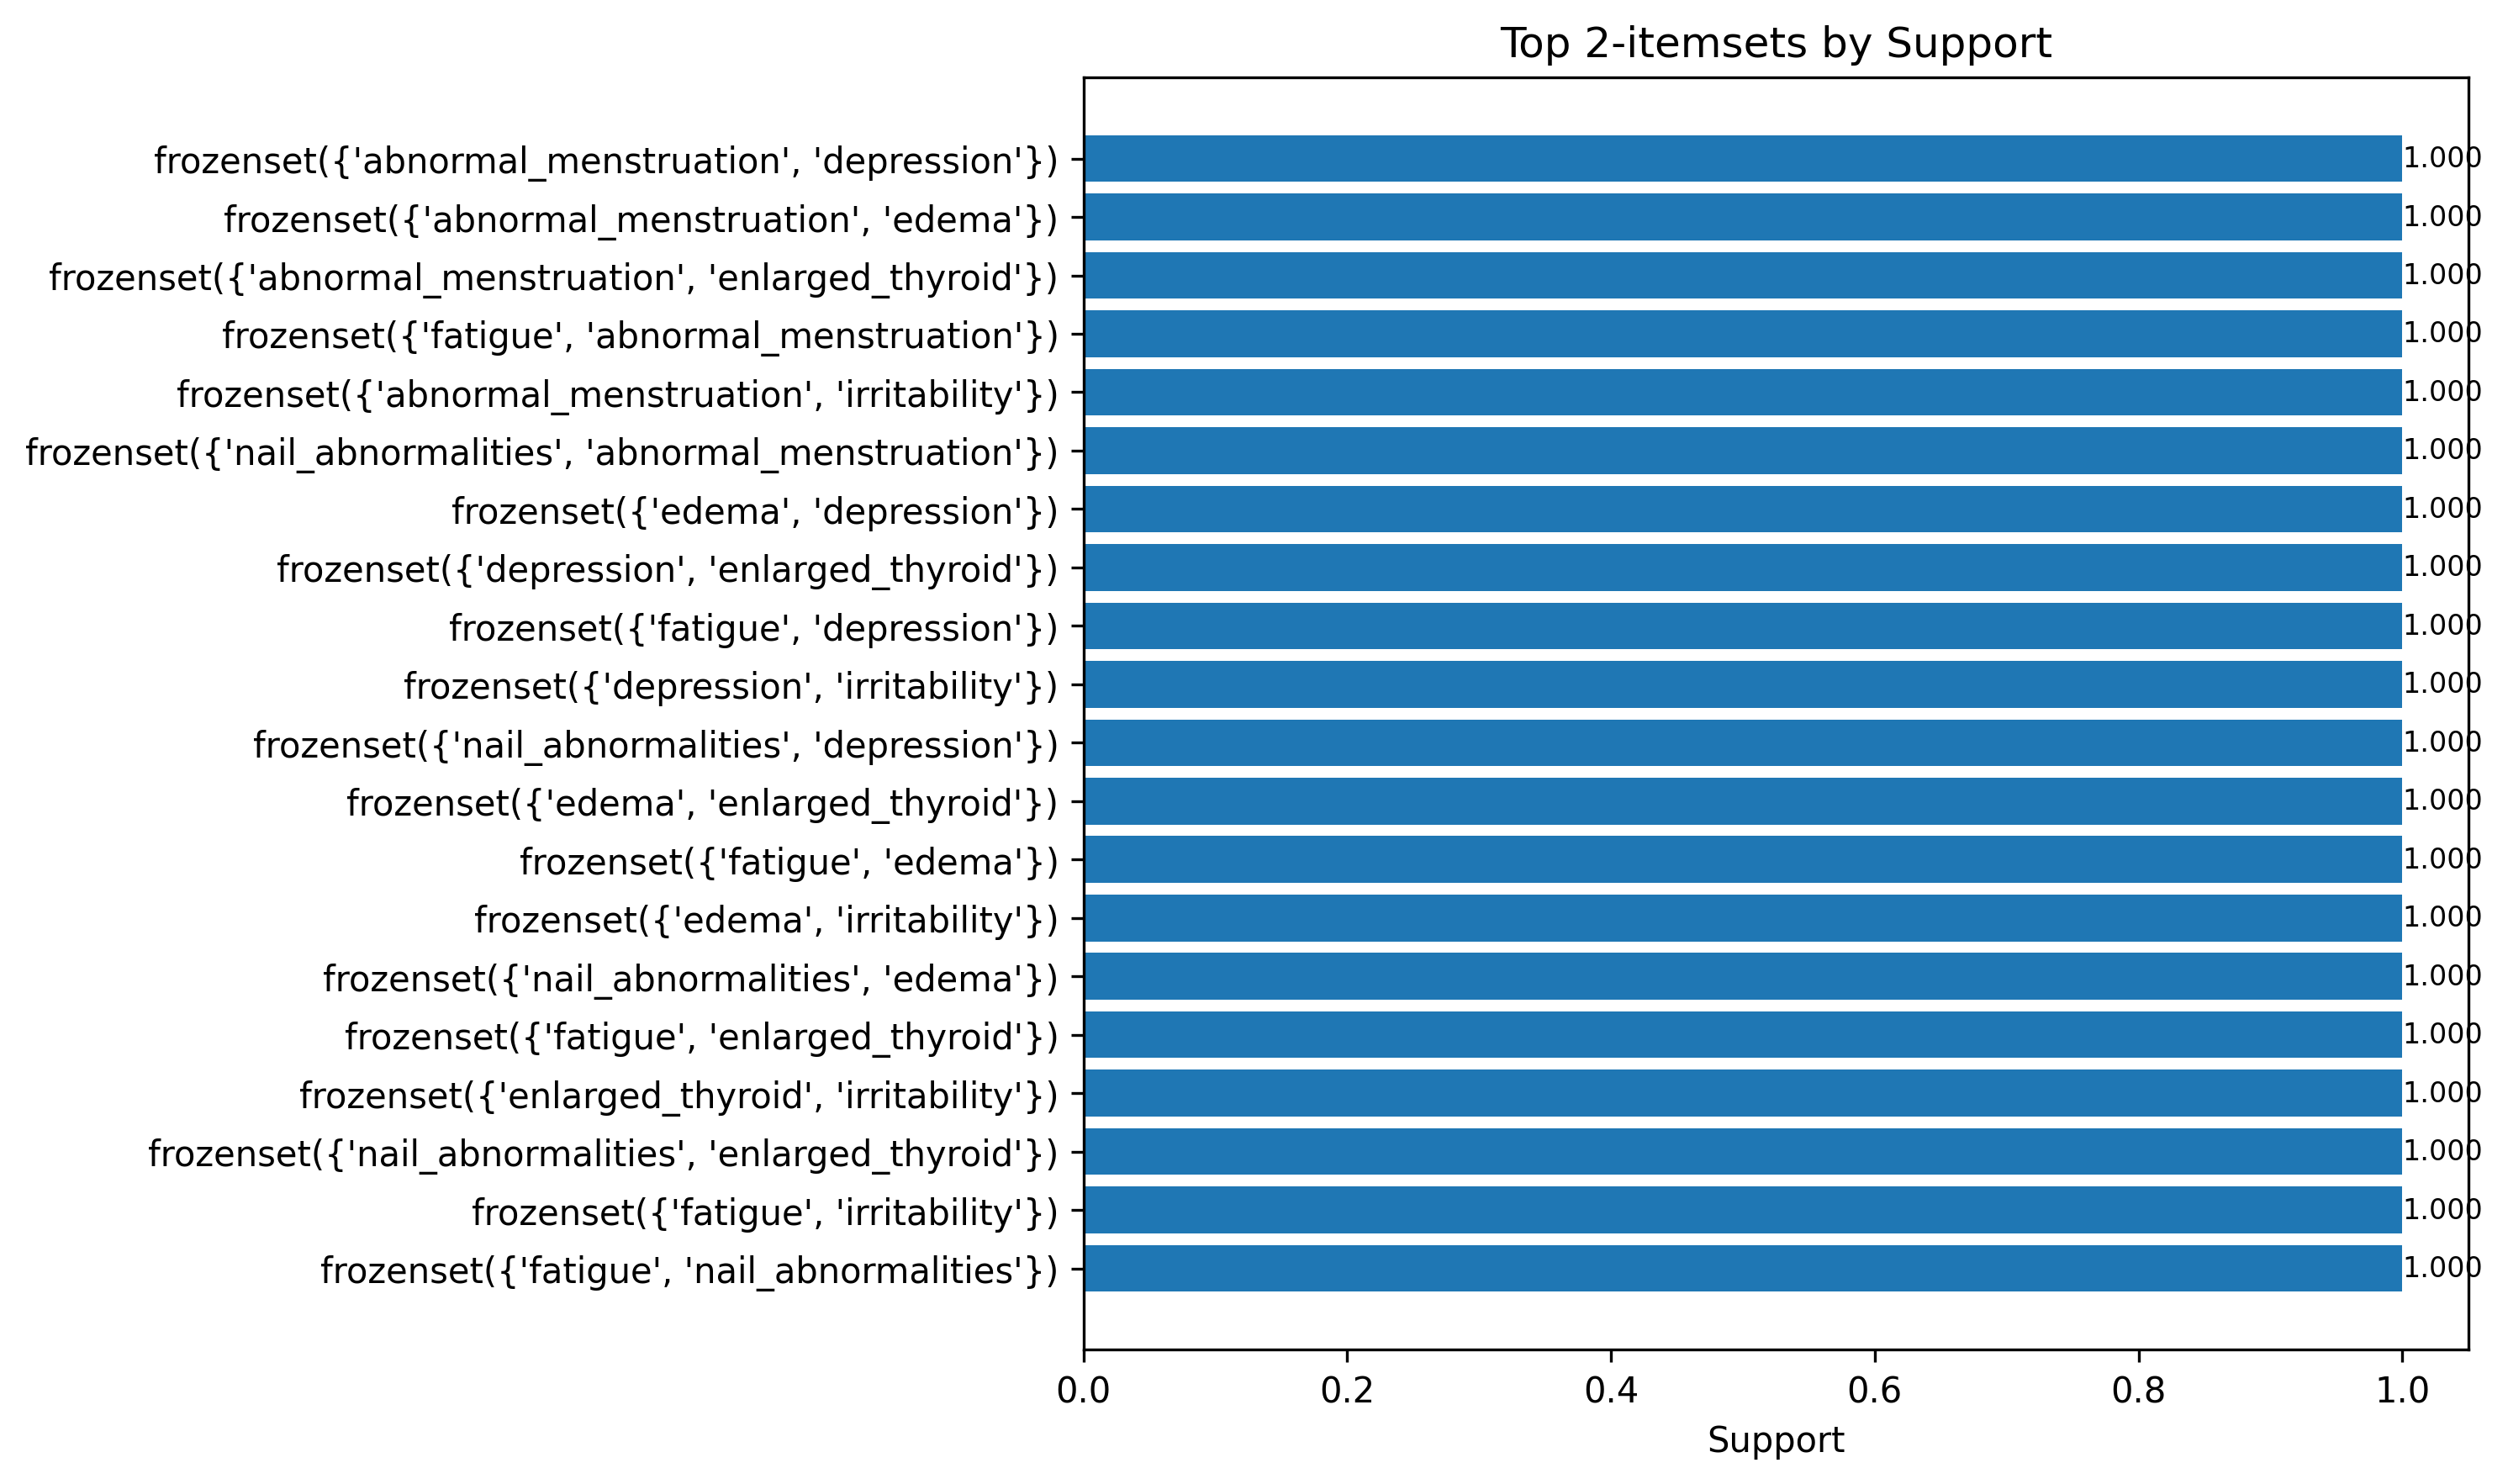 Top 2-itemsets by Support
frozenset({'abnormal_menstruation', 'depression'}) 1.000
frozenset({'abnormal_menstruation', 'edema'}) 1.000
frozenset({'abnormal_menstruation', 'enlarged_thyroid'}) 1.000
frozenset({'fatigue', 'abnormal_menstruation'}) 1.000
frozenset({'abnormal_menstruation', 'irritability'}) 1.000
frozenset({'nail_abnormalities', 'abnormal_menstruation'}) 1.000
frozenset({'edema', 'depression'}) 1.000
frozenset({'depression', 'enlarged_thyroid'}) 1.000
frozenset({'fatigue', 'depression'}) 1.000
frozenset({'depression', 'irritability'}) 1.000
frozenset({'nail_abnormalities', 'depression'}) 1.000
frozenset({'edema', 'enlarged_thyroid'}) 1.000
frozenset({'fatigue', 'edema'}) 1.000
frozenset({'edema', 'irritability'}) 1.000
frozenset({'nail_abnormalities', 'edema'}) 1.000
frozenset({'fatigue', 'enlarged_thyroid'}) 1.000
frozenset({'enlarged_thyroid', 'irritability'}) 1.000
frozenset({'nail_abnormalities', 'enlarged_thyroid'}) 1.000
frozenset({'fatigue', 'irritability'}) 1.000
frozenset({'fatigue', 'nail_abnormalities'}) 1.000
0.0 0.2 0.4 0.6 0.8 1.0
Support